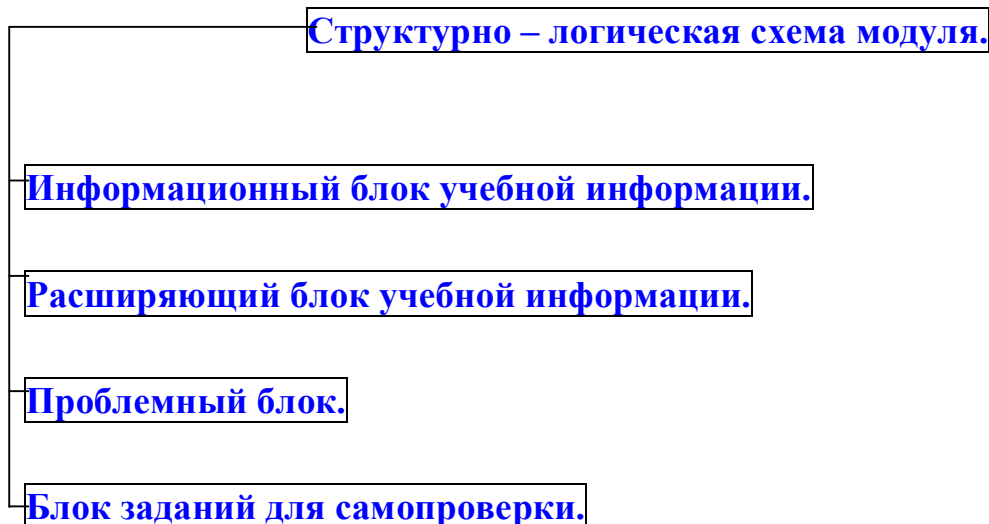 Структурно – логическая схема модуля.
Информационный блок учебной информации.
Расширяющий блок учебной информации.
Проблемный блок.
Блок заданий для самопроверки.